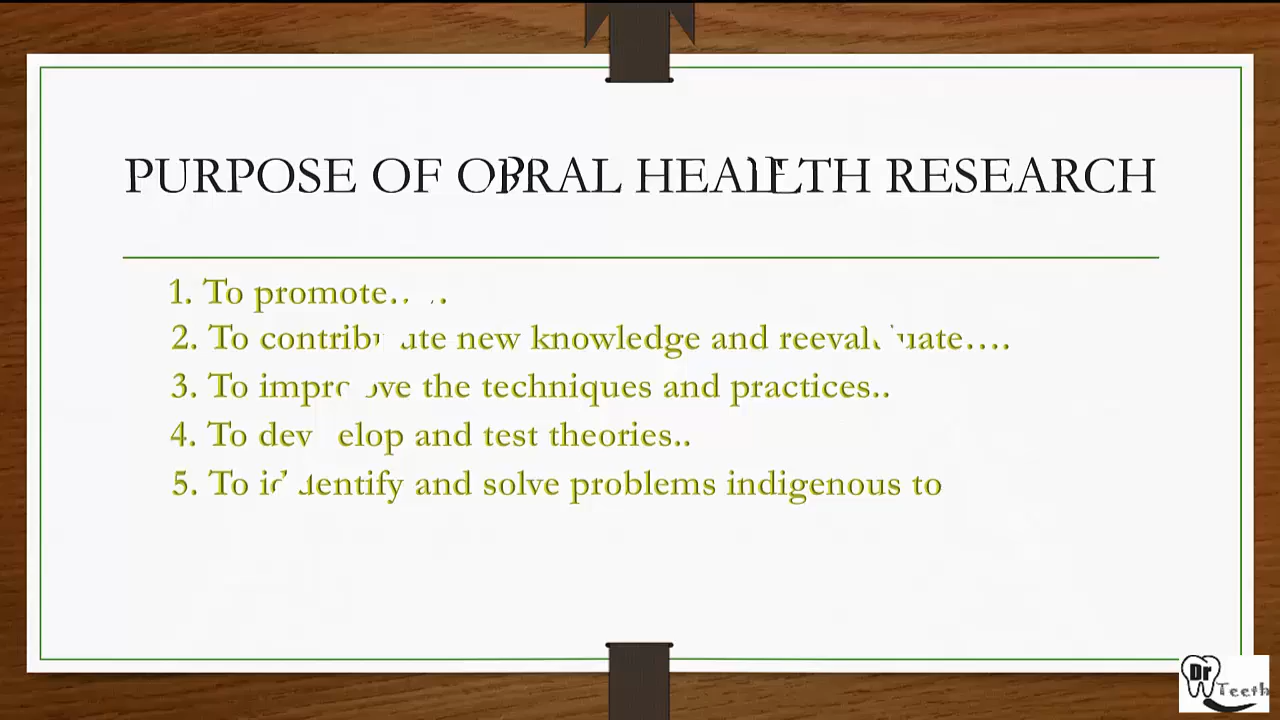 PURPOSE OF ORAL HEALTH RESEARCH
1. To promote.. ..
2. To contribute new knowledge and reevaluate….
3. To improve the techniques and practices..
4. To develop and test theories..
5. To identify and solve problems indigenous to
Dr
Teeth